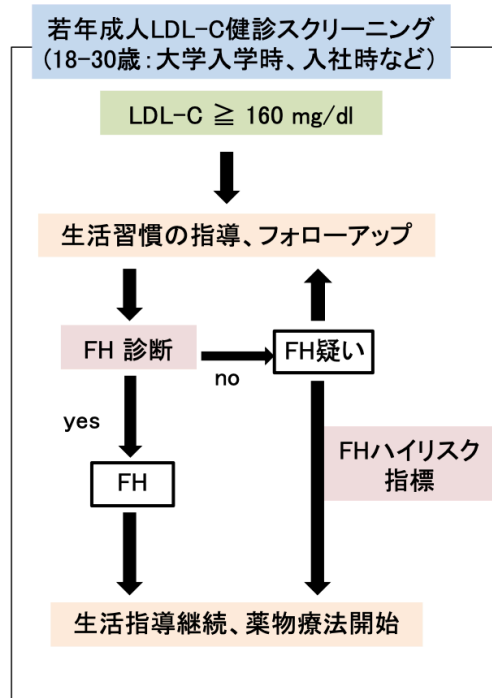 若年成人LDL-C健診スクリーニング
(18-30歳：大学入学時、入社時など)
LDL-C ≧ 160 mg/dl
生活習慣の指導、フォローアップ
FH 診断
no
FH疑い
yes
FH
FHハイリスク
指標
生活指導継続、薬物療法開始